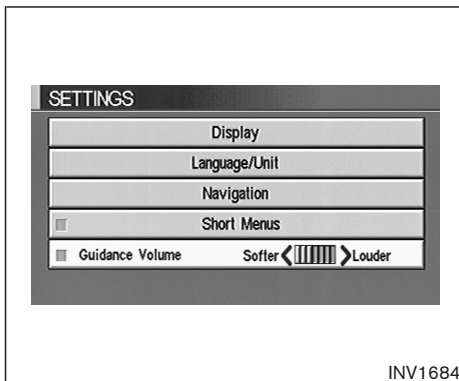 SETTINGS
Display
Language/Unit
Navigation
Short Menus
Guidance Volume Softer Louder
INV1684